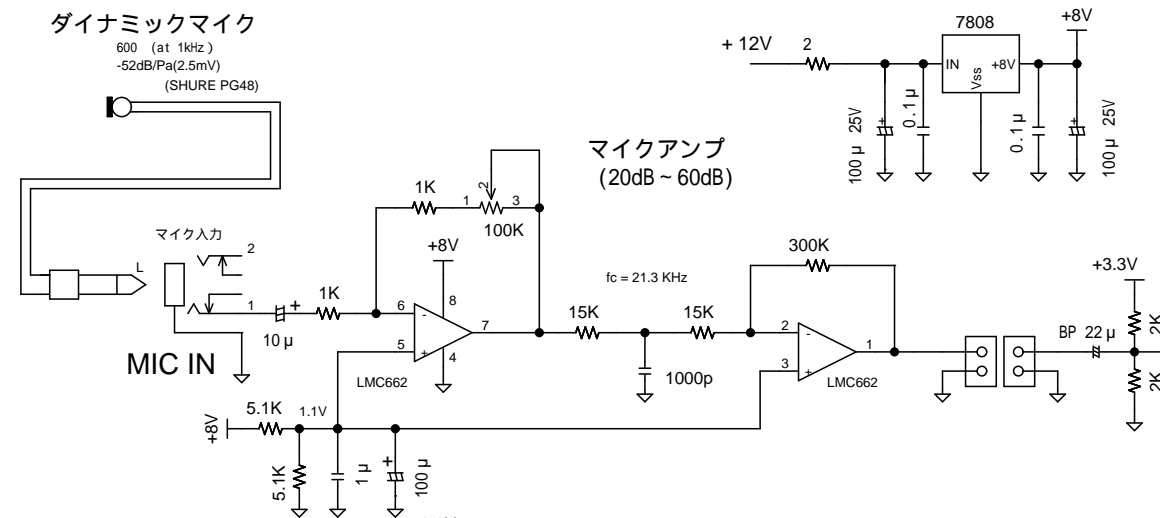 ダイナミックマイク
600 (at 1kHz)
-52dB/Pa(2.5mV)
(SHURE PG48)
+ 12V
2
7808
IN
+8V
Vss
+8V
100μ 25V
0.1μ
0.1μ
100μ 25V
マイクアンプ
(20dB ~ 60dB)
1K
1
2
3
100K
マイク入力
L
2
1
MIC IN
10μ
+
1K
+8V
6
5
8
4
7
-
+
LMC662
fc = 21.3 KHz
15K
15K
1000p
300K
2
3
1
-
+
LMC662
BP 22μ
+3.3V
2K
2K
+8V
5.1K
1.1V
5.1K
1μ
+
100μ